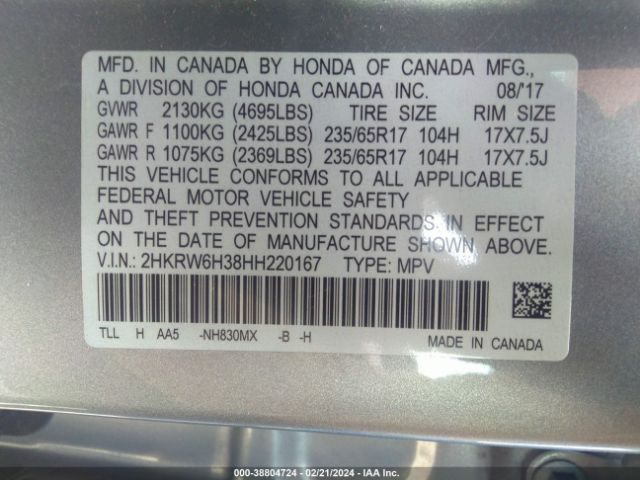 MFD. IN CANADA BY HONDA OF CANADA MFG.,
A DIVISION OF HONDA CANADA INC. 08/'17
GVWR 2130KG (4695LBS) TIRE SIZE RIM SIZE
GAWR F 1100KG (2425LBS) 235/65R17 104H 17X7.5J
GAWR R 1075KG (2369LBS) 235/65R17 104H 17X7.5J
THIS VEHICLE CONFORMS TO ALL APPLICABLE
FEDERAL MOTOR VEHICLE SAFETY
AND THEFT PREVENTION STANDARDS IN EFFECT
ON THE DATE OF MANUFACTURE SHOWN ABOVE.
V.I.N.: 2HKRW6H38HH220167 TYPE: MPV
TLL H AA5 -NH830MX -B -H
MADE IN CANADA
000-38804724 - 02/21/2024 - IAA Inc.